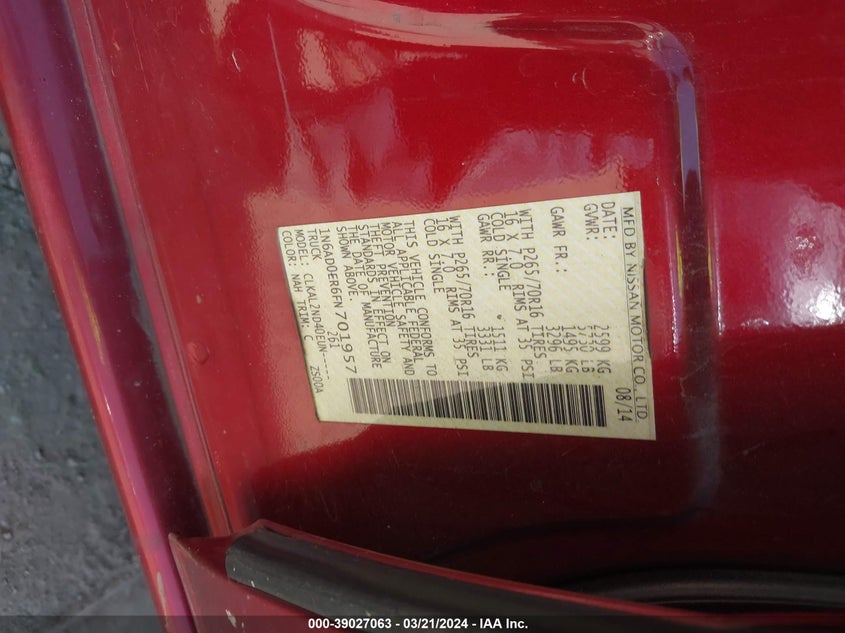 MFD BY NISSAN MOTOR CO., LTD.
DATE: 08/14
GVWR: 2599 KG
LB
GAWR FR.: 1495 KG
3296 LB
WITH P265/70R16 TIRES
16 X 7.0 RIMS AT 35 PSI
COLD SINGLE
GAWR RR.: 1511 KG
3331 LB
WITH P265/70R16 TIRES
16 X 7.0 RIMS AT 35 PSI
COLD SINGLE
THIS VEHICLE CONFORMS TO
ALL APPLICABLE FEDERAL
MOTOR VEHICLE SAFETY AND
THEFT PREVENTION
STANDARDS IN EFFECT ON
THE DATE OF MANUFACTURE
SHOWN ABOVE.
1N6AD0ER6FN701957
TRUCK 261
MODEL: CLKAL2ND40EUN-----
COLOR: NAH TRIM: C ZS00A
000-39027063 — 03/21/2024 — IAA Inc.